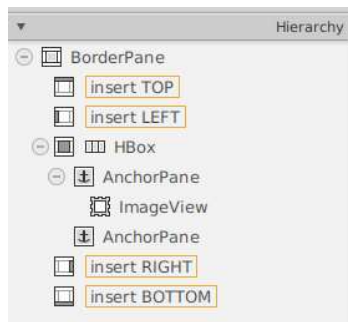 Hierarchy
BorderPane
insert TOP
insert LEFT
HBox
AnchorPane
ImageView
AnchorPane
insert RIGHT
insert BOTTOM